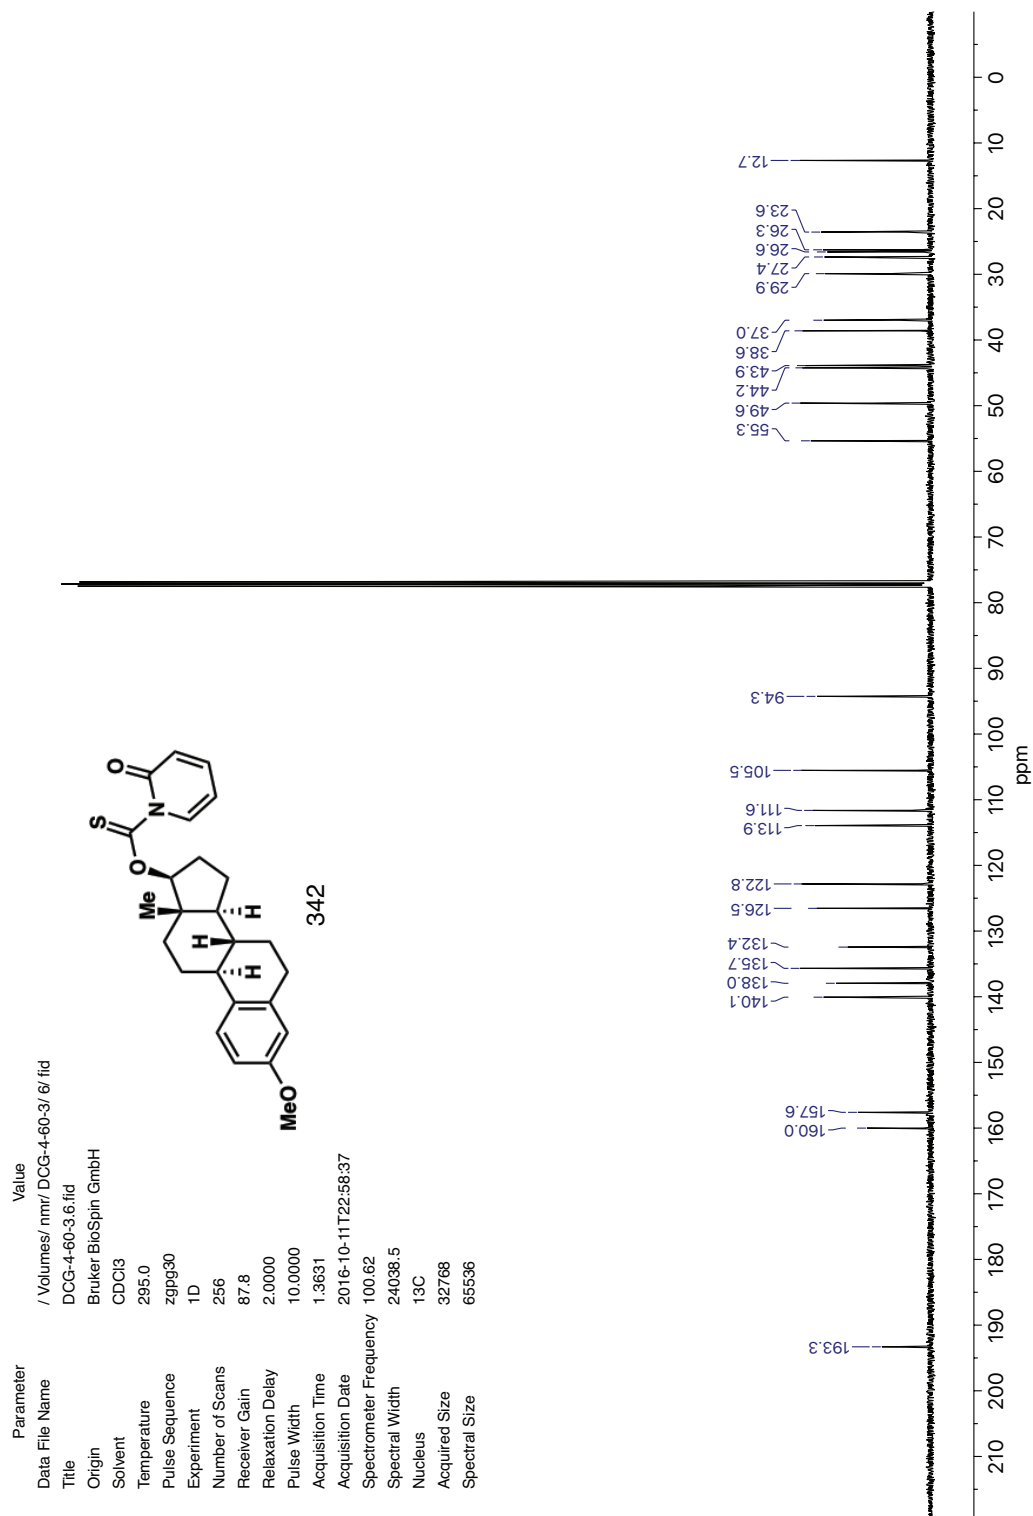 Parameter Value
Data File Name / Volumes/ nmr/ DCG-4-60-3/ 6/ fid
Title DCG-4-60-3.6.fid
Origin Bruker BioSpin GmbH
Solvent CDCl3
Temperature 295.0
Pulse Sequence zgpg30
Experiment 1D
Number of Scans 256
Receiver Gain 87.8
Relaxation Delay 2.0000
Pulse Width 10.0000
Acquisition Time 1.3631
Acquisition Date 2016-10-11T22:58:37
Spectrometer Frequency 100.62
Spectral Width 24038.5
Nucleus 13C
Acquired Size 32768
Spectral Size 65536
S
O
O
N
Me
H
H
H
MeO
342
193.3
160.0
157.6
140.1
138.0
135.7
132.4
126.5
122.8
113.9
111.6
105.5
94.3
55.3
49.6
44.2
43.9
38.6
37.0
29.9
27.4
26.6
26.3
23.6
12.7
210 200 190 180 170 160 150 140 130 120 110 100 90 80 70 60 50 40 30 20 10 0
ppm